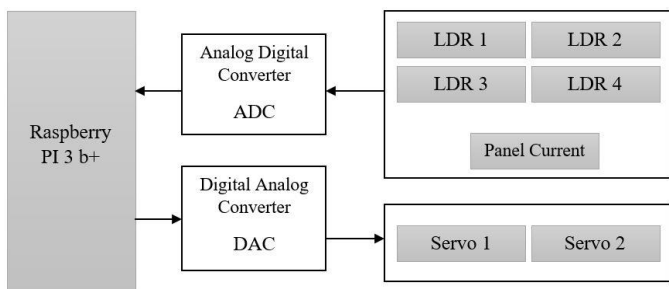 Raspberry
PI 3 b+
Analog Digital
Converter
ADC
Digital Analog
Converter
DAC
LDR 1
LDR 2
LDR 3
LDR 4
Panel Current
Servo 1
Servo 2